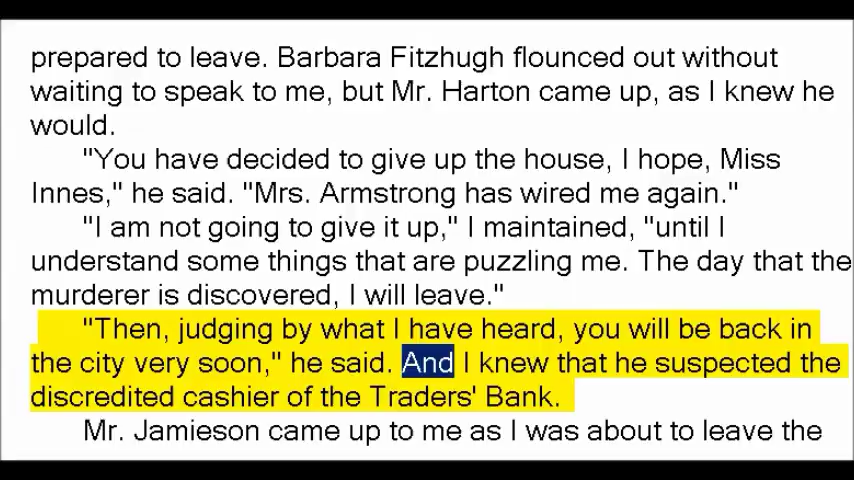 prepared to leave. Barbara Fitzhugh flounced out without
waiting to speak to me, but Mr. Harton came up, as I knew he
would.
"You have decided to give up the house, I hope, Miss
Innes," he said. "Mrs. Armstrong has wired me again."
"I am not going to give it up," I maintained, "until I
understand some things that are puzzling me. The day that the
murderer is discovered, I will leave."
"Then, judging by what I have heard, you will be back in
the city very soon," he said. And I knew that he suspected the
discredited cashier of the Traders' Bank.
Mr. Jamieson came up to me as I was about to leave the